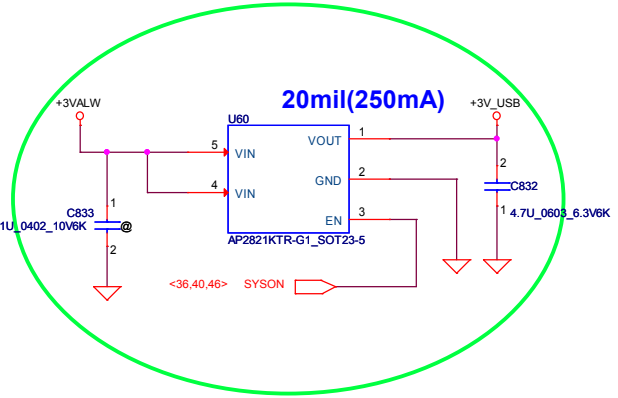 20mil(250mA)
+3VALW
+3V_USB
U60
5
VIN
VOUT
1
4
VIN
GND
2
EN
3
AP2821KTR-G1_SOT23-5
1
C833
1U_0402_10V6K
@
2
2
C832
1
4.7U_0603_6.3V6K
<36,40,46>
SYSON